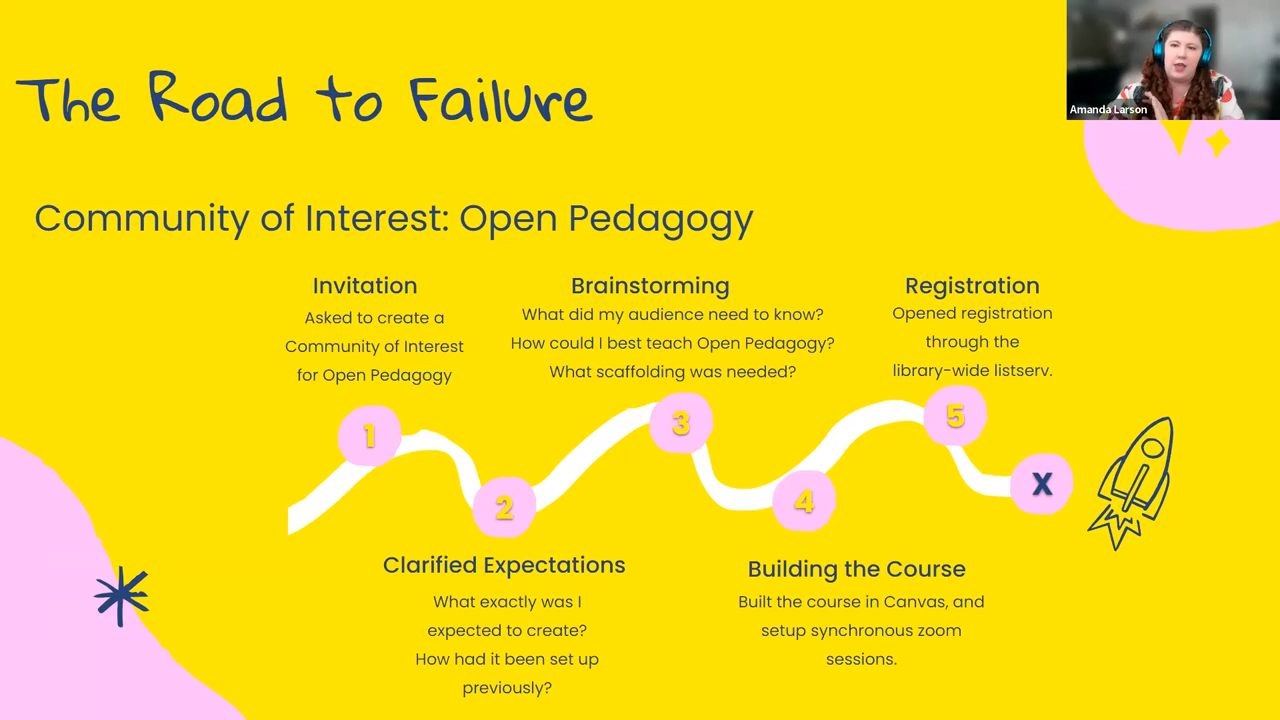 The Road to Failure
Amanda Larson
Community of Interest: Open Pedagogy
Invitation
Asked to create a
Community of Interest
for Open Pedagogy
Brainstorming
What did my audience need to know?
How could I best teach Open Pedagogy?
What scaffolding was needed?
Registration
Opened registration
through the
library-wide listserv.
1
2
3
4
5
X
Clarified Expectations
What exactly was I
expected to create?
How had it been set up
previously?
Building the Course
Built the course in Canvas, and
setup synchronous zoom
sessions.